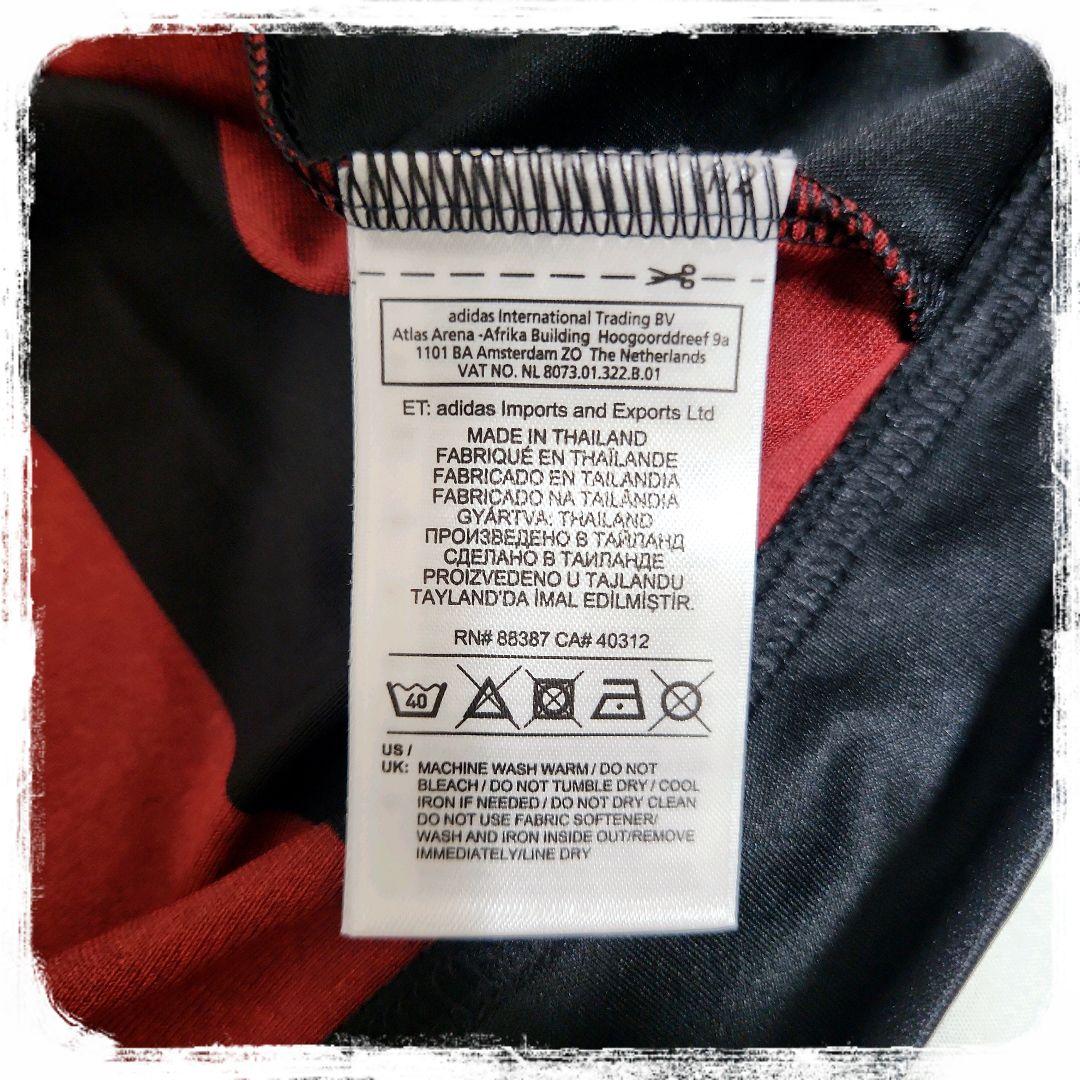 adidas International Trading BV
Atlas Arena -Afrika Building Hoogoorddreef 9a
1101 BA Amsterdam ZO The Netherlands
VAT NO. NL 8073.01.322.B.01
ET: adidas Imports and Exports Ltd
MADE IN THAILAND
FABRIQUÉ EN THAÏLANDE
FABRICADO EN TAILANDIA
FABRICADO NA TAILÂNDIA
GYÁRTVA: THAILAND
ПРОИЗВЕДЕНО В ТАЙЛАНД
СДЕЛАНО В ТАИЛАНДЕ
PROIZVEDENO U TAJLANDU
TAYLAND'DA İMAL EDİLMİŞTİR.
RN# 88387 CA# 40312
40
US /
UK: MACHINE WASH WARM / DO NOT
BLEACH / DO NOT TUMBLE DRY / COOL
IRON IF NEEDED / DO NOT DRY CLEAN
DO NOT USE FABRIC SOFTENER/
WASH AND IRON INSIDE OUT/REMOVE
IMMEDIATELY/LINE DRY